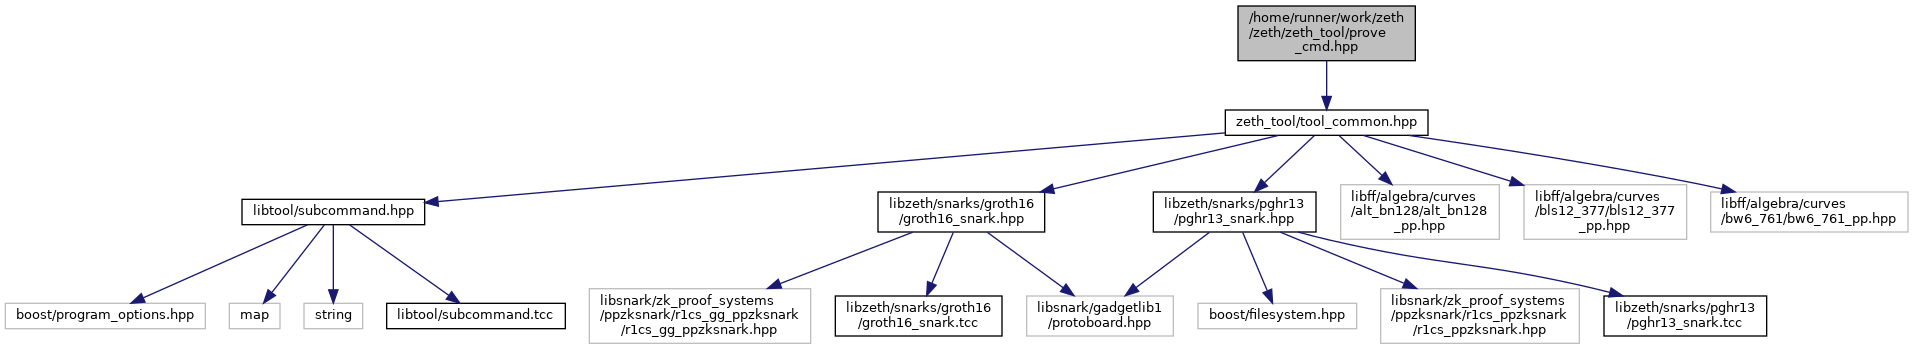 /home/runner/work/zeth
/zeth/zeth_tool/prove
_cmd.hpp
zeth_tool/tool_common.hpp
libtool/subcommand.hpp
libzeth/snarks/groth16
/groth16_snark.hpp
libzeth/snarks/pghr13
/pghr13_snark.hpp
libff/algebra/curves
/alt_bn128/alt_bn128
_pp.hpp
libff/algebra/curves
/bls12_377/bls12_377
_pp.hpp
libff/algebra/curves
/bw6_761/bw6_761_pp.hpp
boost/program_options.hpp
map
string
libtool/subcommand.tcc
libsnark/zk_proof_systems
/ppzksnark/r1cs_gg_ppzksnark
/r1cs_gg_ppzksnark.hpp
libzeth/snarks/groth16
/groth16_snark.tcc
libsnark/gadgetlib1
/protoboard.hpp
boost/filesystem.hpp
libsnark/zk_proof_systems
/ppzksnark/r1cs_ppzksnark
/r1cs_ppzksnark.hpp
libzeth/snarks/pghr13
/pghr13_snark.tcc